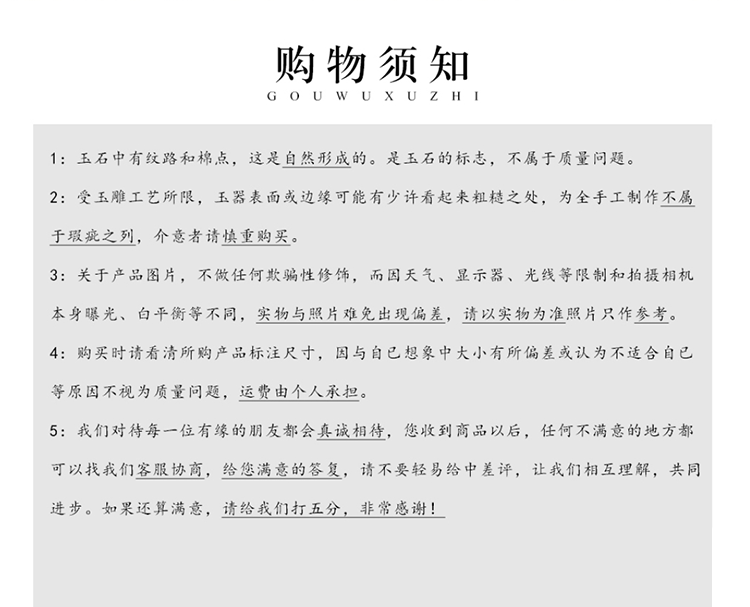 购物须知
GOUWUXUZHI
1：玉石中有纹路和棉点，这是自然形成的。是玉石的标志，不属于质量问题。
2：受玉雕工艺所限，玉器表面或边缘可能有少许看起来粗糙之处，为全手工制作不属
于瑕疵之列，介意者请慎重购买。
3：关于产品图片，不做任何欺骗性修饰，而因天气、显示器、光线等限制和拍摄相机
本身曝光、白平衡等不同，实物与照片难免出现偏差，请以实物为准照片只作参考。
4：购买时请看清所购产品标注尺寸，因与自己想象中大小有所偏差或认为不适合自己
等原因不视为质量问题，运费由个人承担。
5：我们对待每一位有缘的朋友都会真诚相待，您收到商品以后，任何不满意的地方都
可以找我们客服协商，给您满意的答复，请不要轻易给中差评，让我们相互理解，共同
进步。如果还算满意，请给我们打五分，非常感谢！